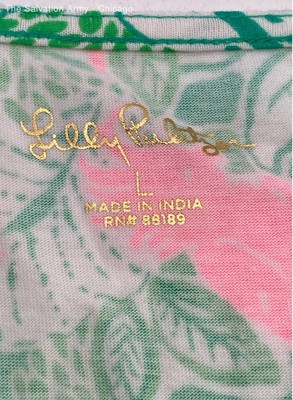 The Salvation Army - Chicago
Lilly Pulitzer
L
MADE IN INDIA
RN# 88189